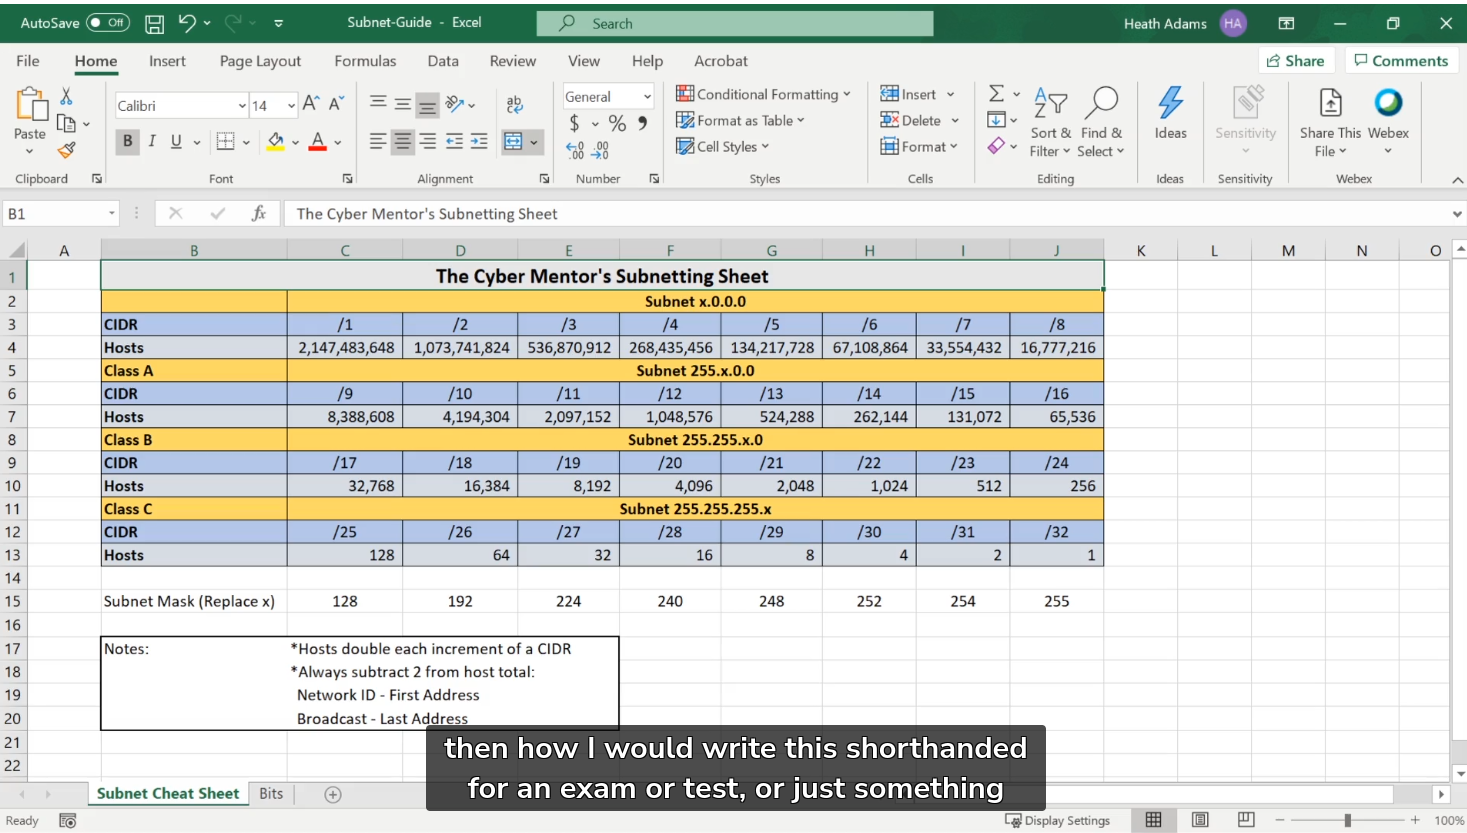 AutoSave Off Subnet-Guide - Excel Search Heath Adams HA
File Home Insert Page Layout Formulas Data Review View Help Acrobat Share Comments
Paste Calibri 14 A A ab General Conditional Formatting Insert Sort & Filter Find & Select Ideas Sensitivity Share This File Webex
B I U A $ % Format as Table Delete
Cell Styles Format
Clipboard Font Alignment Number Styles Cells Editing Ideas Sensitivity Webex
B1 fx The Cyber Mentor's Subnetting Sheet
A B C D E F G H I J K L M N O
1 The Cyber Mentor's Subnetting Sheet
2 Subnet x.0.0.0
3 CIDR /1 /2 /3 /4 /5 /6 /7 /8
4 Hosts 2,147,483,648 1,073,741,824 536,870,912 268,435,456 134,217,728 67,108,864 33,554,432 16,777,216
5 Class A Subnet 255.x.0.0
6 CIDR /9 /10 /11 /12 /13 /14 /15 /16
7 Hosts 8,388,608 4,194,304 2,097,152 1,048,576 524,288 262,144 131,072 65,536
8 Class B Subnet 255.255.x.0
9 CIDR /17 /18 /19 /20 /21 /22 /23 /24
10 Hosts 32,768 16,384 8,192 4,096 2,048 1,024 512 256
11 Class C Subnet 255.255.255.x
12 CIDR /25 /26 /27 /28 /29 /30 /31 /32
13 Hosts 128 64 32 16 8 4 2 1
14
15 Subnet Mask (Replace x) 128 192 224 240 248 252 254 255
16
17 Notes: *Hosts double each increment of a CIDR
18 *Always subtract 2 from host total:
19 Network ID - First Address
20 Broadcast - Last Address
21 then how I would write this shorthanded
22 for an exam or test, or just something
Subnet Cheat Sheet Bits
Ready Display Settings 100%